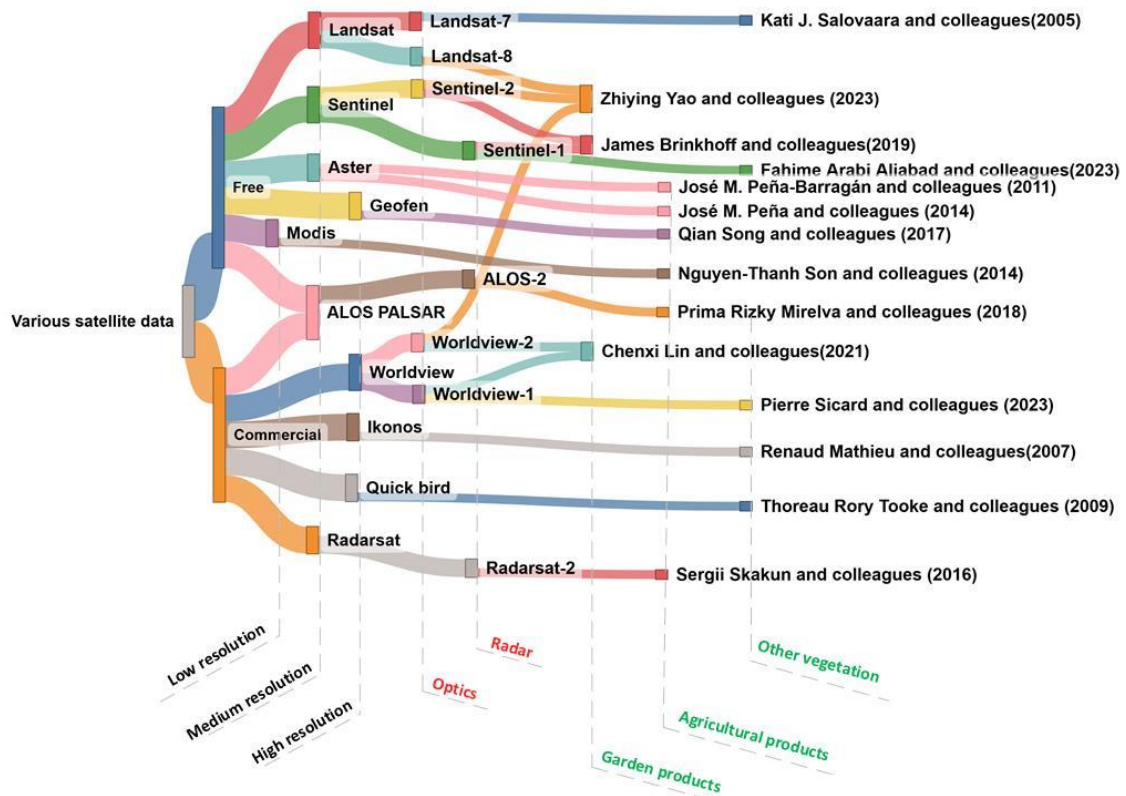 Kati J. Salovaara and colleagues(2005)
Landsat
Landsat-7
Landsat-8
Sentinel-2
Zhiying Yao and colleagues (2023)
Sentinel
James Brinkhoff and colleagues(2019)
Sentinel-1
Fahime Arabi Aliabad and colleagues(2023)
Aster
Free
José M. Peña-Barragán and colleagues (2011)
Geofen
José M. Peña and colleagues (2014)
Modis
Qian Song and colleagues (2017)
Nguyen-Thanh Son and colleagues (2014)
ALOS-2
ALOS PALSAR
Prima Rizky Mirelva and colleagues (2018)
Various satellite data
Worldview-2
Chenxi Lin and colleagues(2021)
Worldview
Worldview-1
Pierre Sicard and colleagues (2023)
Commercial
Ikonos
Renaud Mathieu and colleagues(2007)
Quick bird
Thoreau Rory Tooke and colleagues (2009)
Radarsat
Radarsat-2
Sergii Skakun and colleagues (2016)
Low resolution
Medium resolution
High resolution
Optics
Radar
Garden products
Agricultural products
Other vegetation